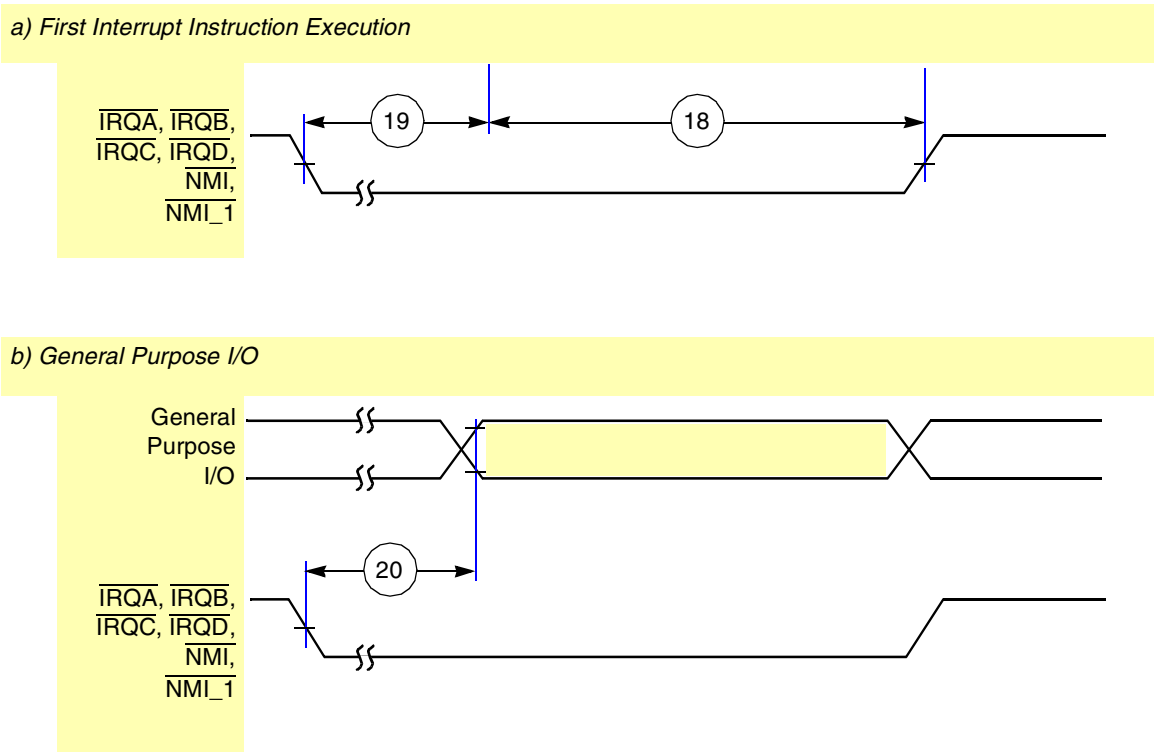 a) First Interrupt Instruction Execution
19
18
IRQA, IRQB,
IRQC, IRQD,
NMI,
NMI_1
b) General Purpose I/O
General
Purpose
I/O
20
IRQA, IRQB,
IRQC, IRQD,
NMI,
NMI_1